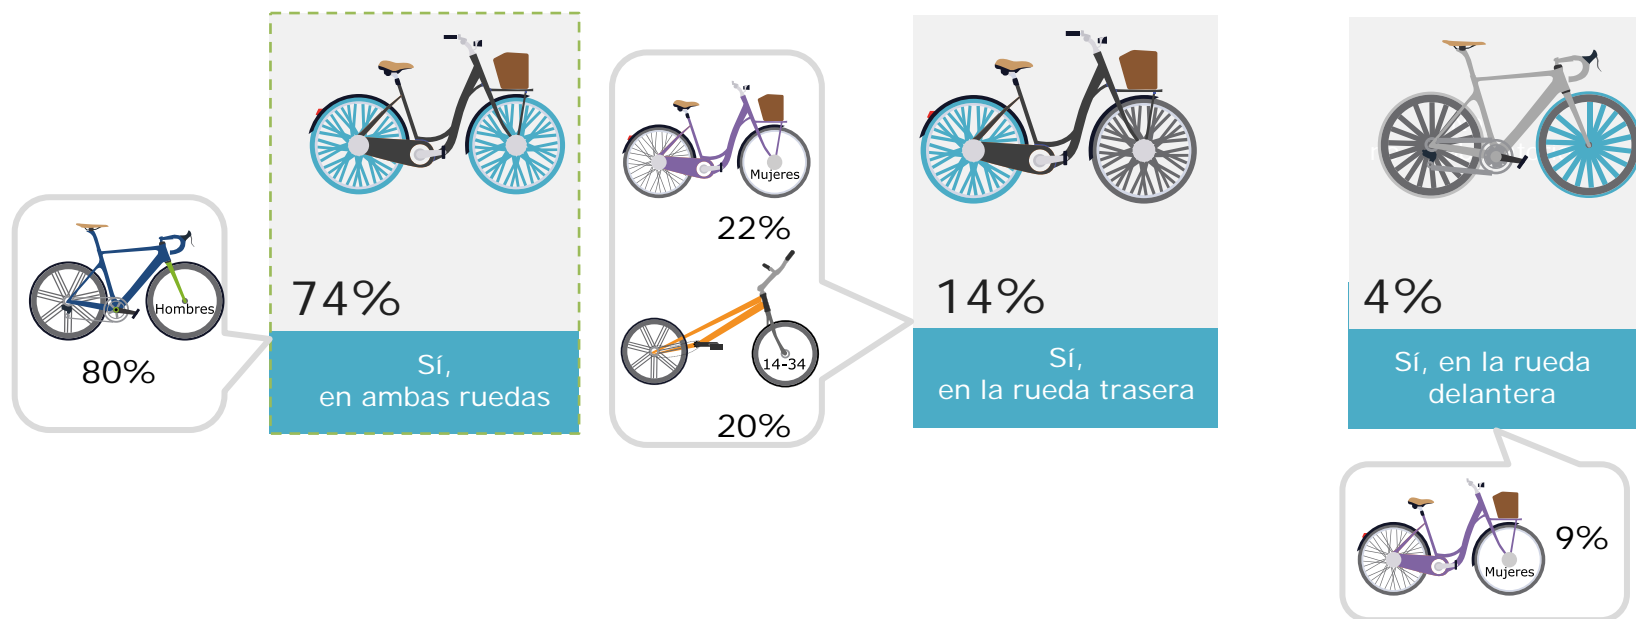 Hombres
80%
74%
Sí,
en ambas ruedas
Mujeres
22%
14-34
20%
14%
Sí,
en la rueda trasera
4%
Sí, en la rueda
delantera
Mujeres
9%